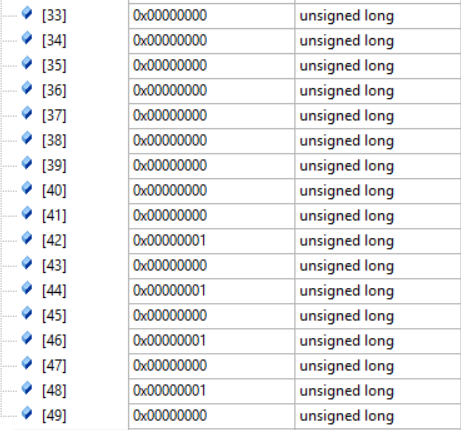 [33] 0x00000000 unsigned long
[34] 0x00000000 unsigned long
[35] 0x00000000 unsigned long
[36] 0x00000000 unsigned long
[37] 0x00000000 unsigned long
[38] 0x00000000 unsigned long
[39] 0x00000000 unsigned long
[40] 0x00000000 unsigned long
[41] 0x00000000 unsigned long
[42] 0x00000001 unsigned long
[43] 0x00000000 unsigned long
[44] 0x00000001 unsigned long
[45] 0x00000000 unsigned long
[46] 0x00000001 unsigned long
[47] 0x00000000 unsigned long
[48] 0x00000001 unsigned long
[49] 0x00000000 unsigned long